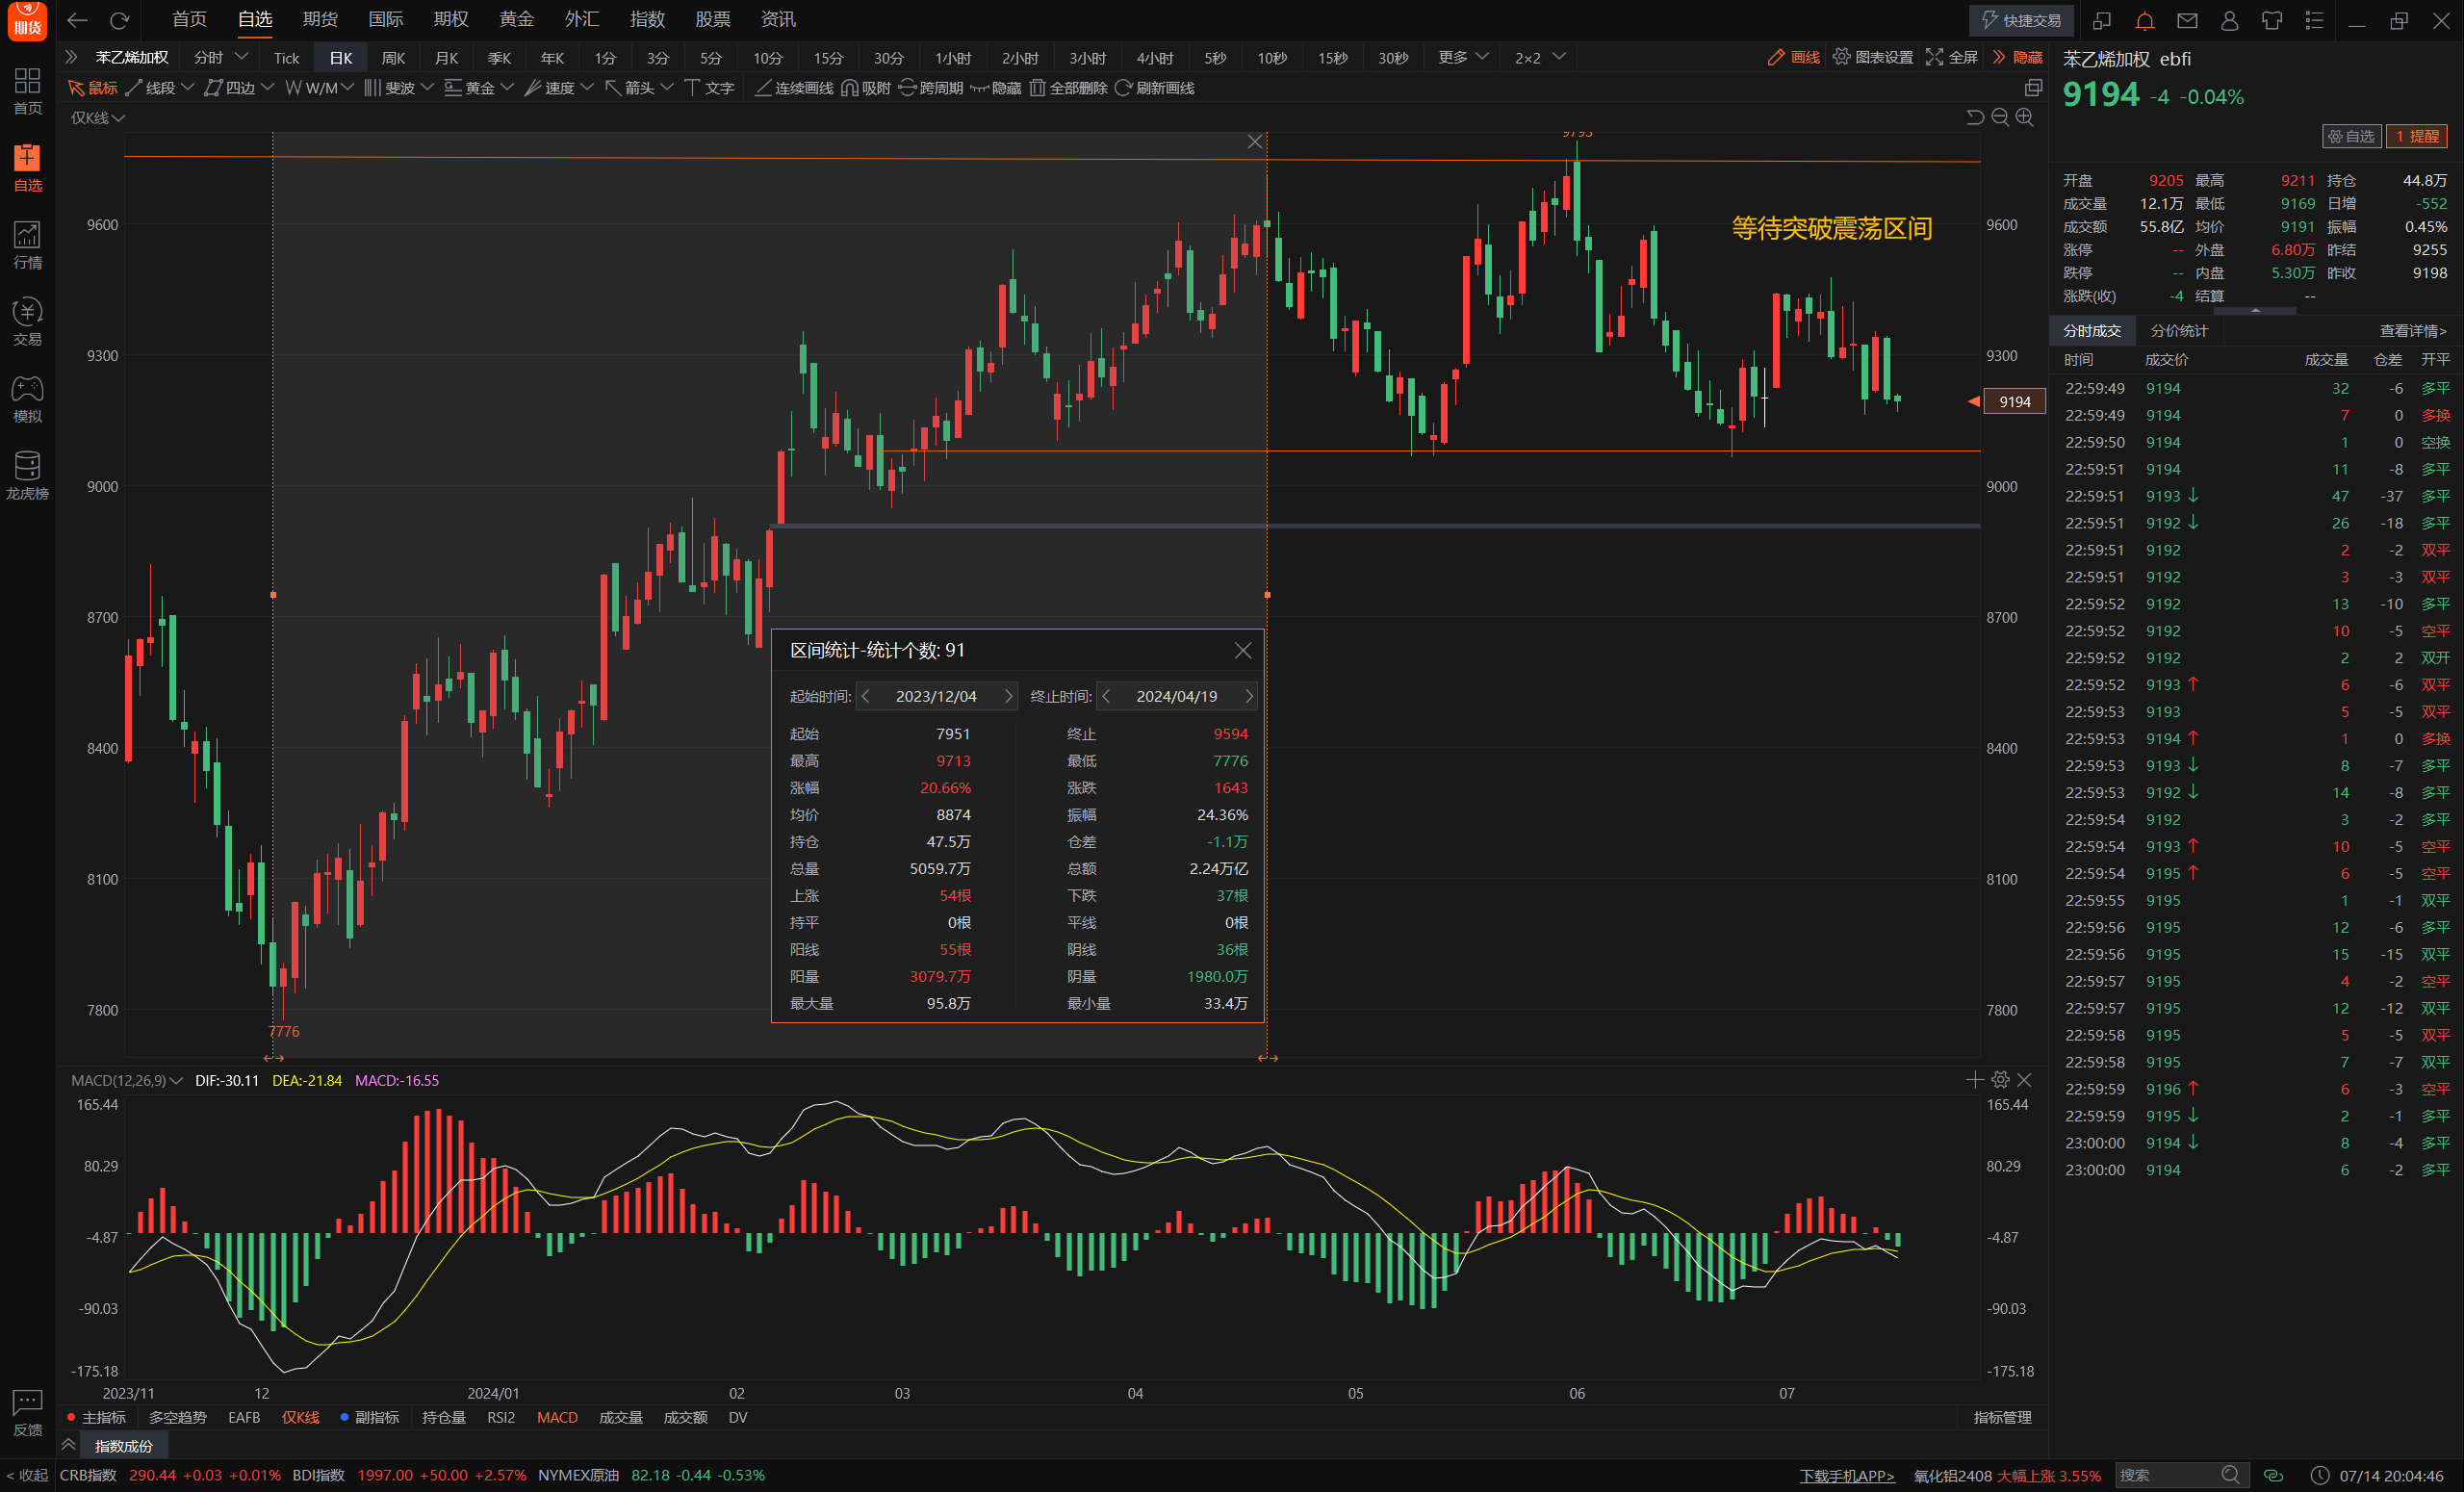 期货 首页 自选 期货 国际 期权 黄金 外汇 指数 股票 资讯 快捷交易
苯乙烯加权 分时 Tick 日K 周K 月K 季K 年K 1分 3分 5分 10分 15分 30分 1小时 2小时 3小时 4小时 5秒 10秒 15秒 30秒 更多 2×2 画线 图表设置 全屏 隐藏
鼠标 线段 四边 W/M 斐波 黄金 速度 箭头 文字 连续画线 吸附 跨周期 隐藏 全部删除 刷新画线
仅K线
首页
自选
行情
交易
模拟
龙虎榜
反馈
< 收起
9793
等待突破震荡区间
9600 9600
9300 9300
9194
9000 9000
8700 8700
8400 8400
8100 8100
7800 7800
7776
区间统计-统计个数: 91
起始时间: 2023/12/04 终止时间: 2024/04/19
起始 7951 终止 9594
最高 9713 最低 7776
涨幅 20.66% 涨跌 1643
均价 8874 振幅 24.36%
持仓 47.5万 仓差 -1.1万
总量 5059.7万 总额 2.24万亿
上涨 54根 下跌 37根
持平 0根 平线 0根
阳线 55根 阴线 36根
阳量 3079.7万 阴量 1980.0万
最大量 95.8万 最小量 33.4万
MACD(12,26,9) DIF:-30.11 DEA:-21.84 MACD:-16.55
165.44 165.44
80.29 80.29
-4.87 -4.87
-90.03 -90.03
-175.18 -175.18
2023/11 12 2024/01 02 03 04 05 06 07
主指标 多空趋势 EAFB 仅K线 副指标 持仓量 RSI2 MACD 成交量 成交额 DV 指标管理
指数成份
苯乙烯加权 ebfi
9194 -4 -0.04%
自选 1 提醒
开盘 9205 最高 9211 持仓 44.8万
成交量 12.1万 最低 9169 日增 -552
成交额 55.8亿 均价 9191 振幅 0.45%
涨停 -- 外盘 6.80万 昨结 9255
跌停 -- 内盘 5.30万 昨收 9198
涨跌(收) -4 结算 --
分时成交 分价统计 查看详情>
时间 成交价 成交量 仓差 开平
22:59:49 9194 32 -6 多平
22:59:49 9194 7 0 多换
22:59:50 9194 1 0 空换
22:59:51 9194 11 -8 多平
22:59:51 9193 ↓ 47 -37 多平
22:59:51 9192 ↓ 26 -18 多平
22:59:51 9192 2 -2 双平
22:59:51 9192 3 -3 双平
22:59:52 9192 13 -10 多平
22:59:52 9192 10 -5 空平
22:59:52 9192 2 2 双开
22:59:52 9193 ↑ 6 -6 双平
22:59:53 9193 5 -5 双平
22:59:53 9194 ↑ 1 0 多换
22:59:53 9193 ↓ 8 -7 多平
22:59:53 9192 ↓ 14 -8 多平
22:59:54 9192 3 -2 多平
22:59:54 9193 ↑ 10 -5 空平
22:59:54 9195 ↑ 6 -5 空平
22:59:55 9195 1 -1 双平
22:59:56 9195 12 -6 多平
22:59:56 9195 15 -15 双平
22:59:57 9195 4 -2 空平
22:59:57 9195 12 -12 双平
22:59:58 9195 5 -5 双平
22:59:58 9195 7 -7 双平
22:59:59 9196 ↑ 6 -3 空平
22:59:59 9195 ↓ 2 -1 多平
23:00:00 9194 ↓ 8 -4 多平
23:00:00 9194 6 -2 多平
CRB指数 290.44 +0.03 +0.01% BDI指数 1997.00 +50.00 +2.57% NYMEX原油 82.18 -0.44 -0.53% 下载手机APP> 氧化铝2408 大幅上涨 3.55% 搜索 07/14 20:04:46